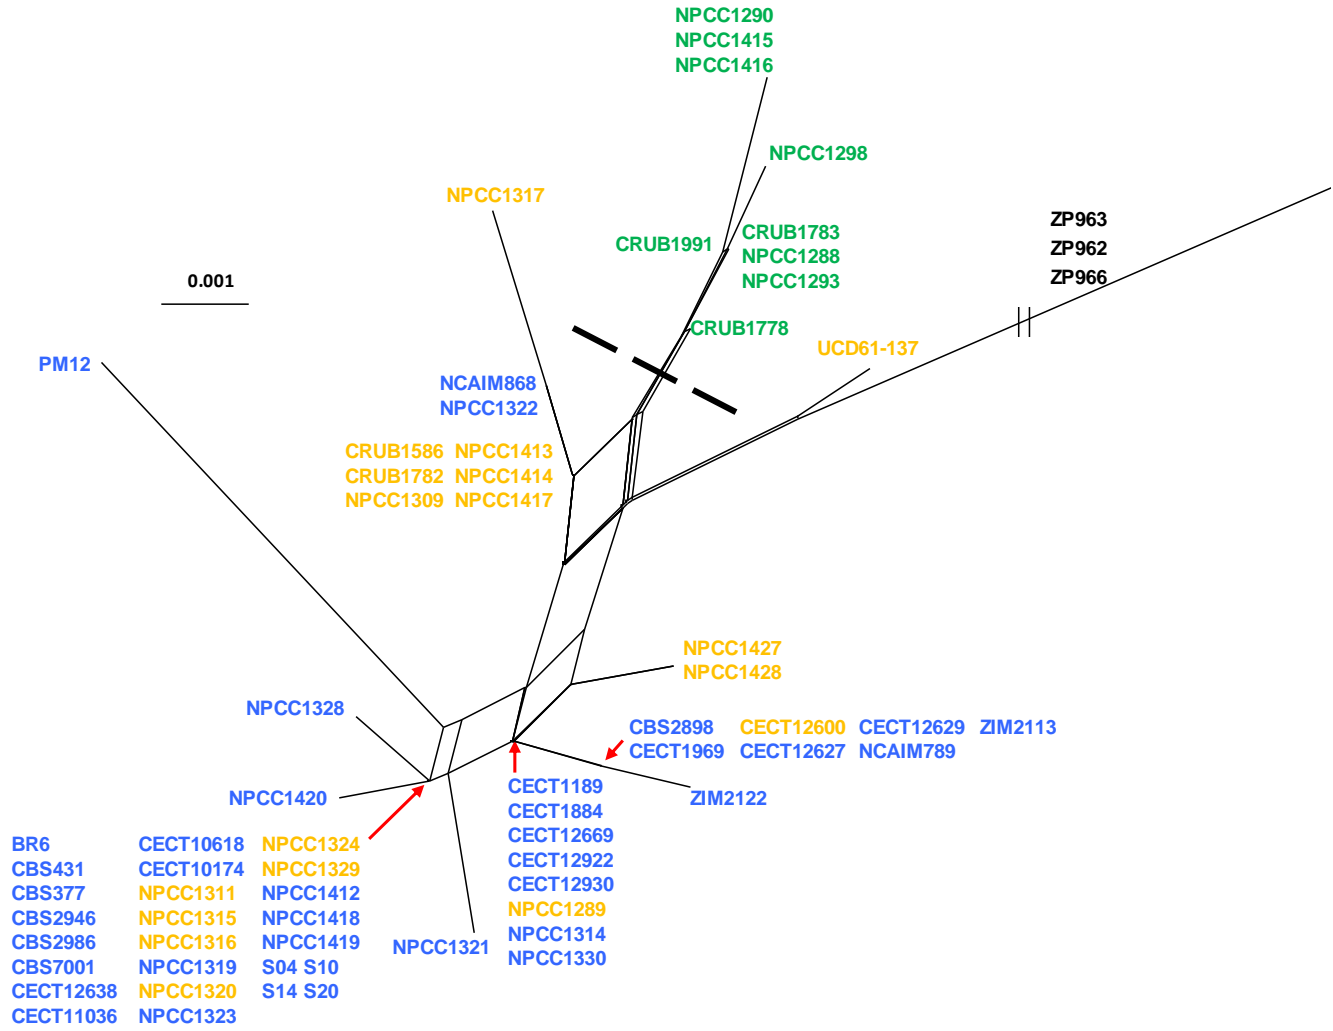 NPCC1290
NPCC1415
NPCC1416
NPCC1298
NPCC1317
CRUB1991
CRUB1783
NPCC1288
NPCC1293
ZP963
ZP962
ZP966
0.001
CRUB1778
UCD61-137
PM12
NCAIM868
NPCC1322
CRUB1586 NPCC1413
CRUB1782 NPCC1414
NPCC1309 NPCC1417
NPCC1427
NPCC1428
NPCC1328
CBS2898 CECT12600 CECT12629 ZIM2113
CECT1969 CECT12627 NCAIM789
NPCC1420
ZIM2122
CECT1189
CECT1884
CECT12669
CECT12922
CECT12930
NPCC1289
NPCC1314
NPCC1330
BR6 CECT10618 NPCC1324
CBS431 CECT10174 NPCC1329
CBS377 NPCC1311 NPCC1412
CBS2946 NPCC1315 NPCC1418
CBS2986 NPCC1316 NPCC1419
CBS7001 NPCC1319 S04 S10
CECT12638 NPCC1320 S14 S20
CECT11036 NPCC1323
NPCC1321